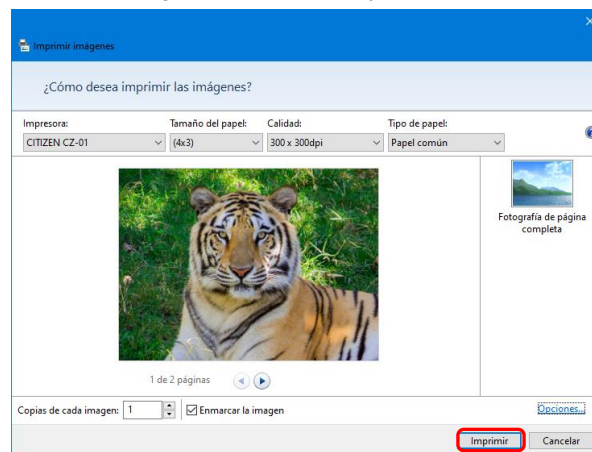 Imprimir imágenes
¿Cómo desea imprimir las imágenes?
Impresora: Tamaño del papel: Calidad: Tipo de papel:
CITIZEN CZ-01 (4x3) 300 x 300dpi Papel común
Fotografía de página
completa
1 de 2 páginas
Copias de cada imagen: 1 Enmarcar la imagen Opciones...
Imprimir Cancelar